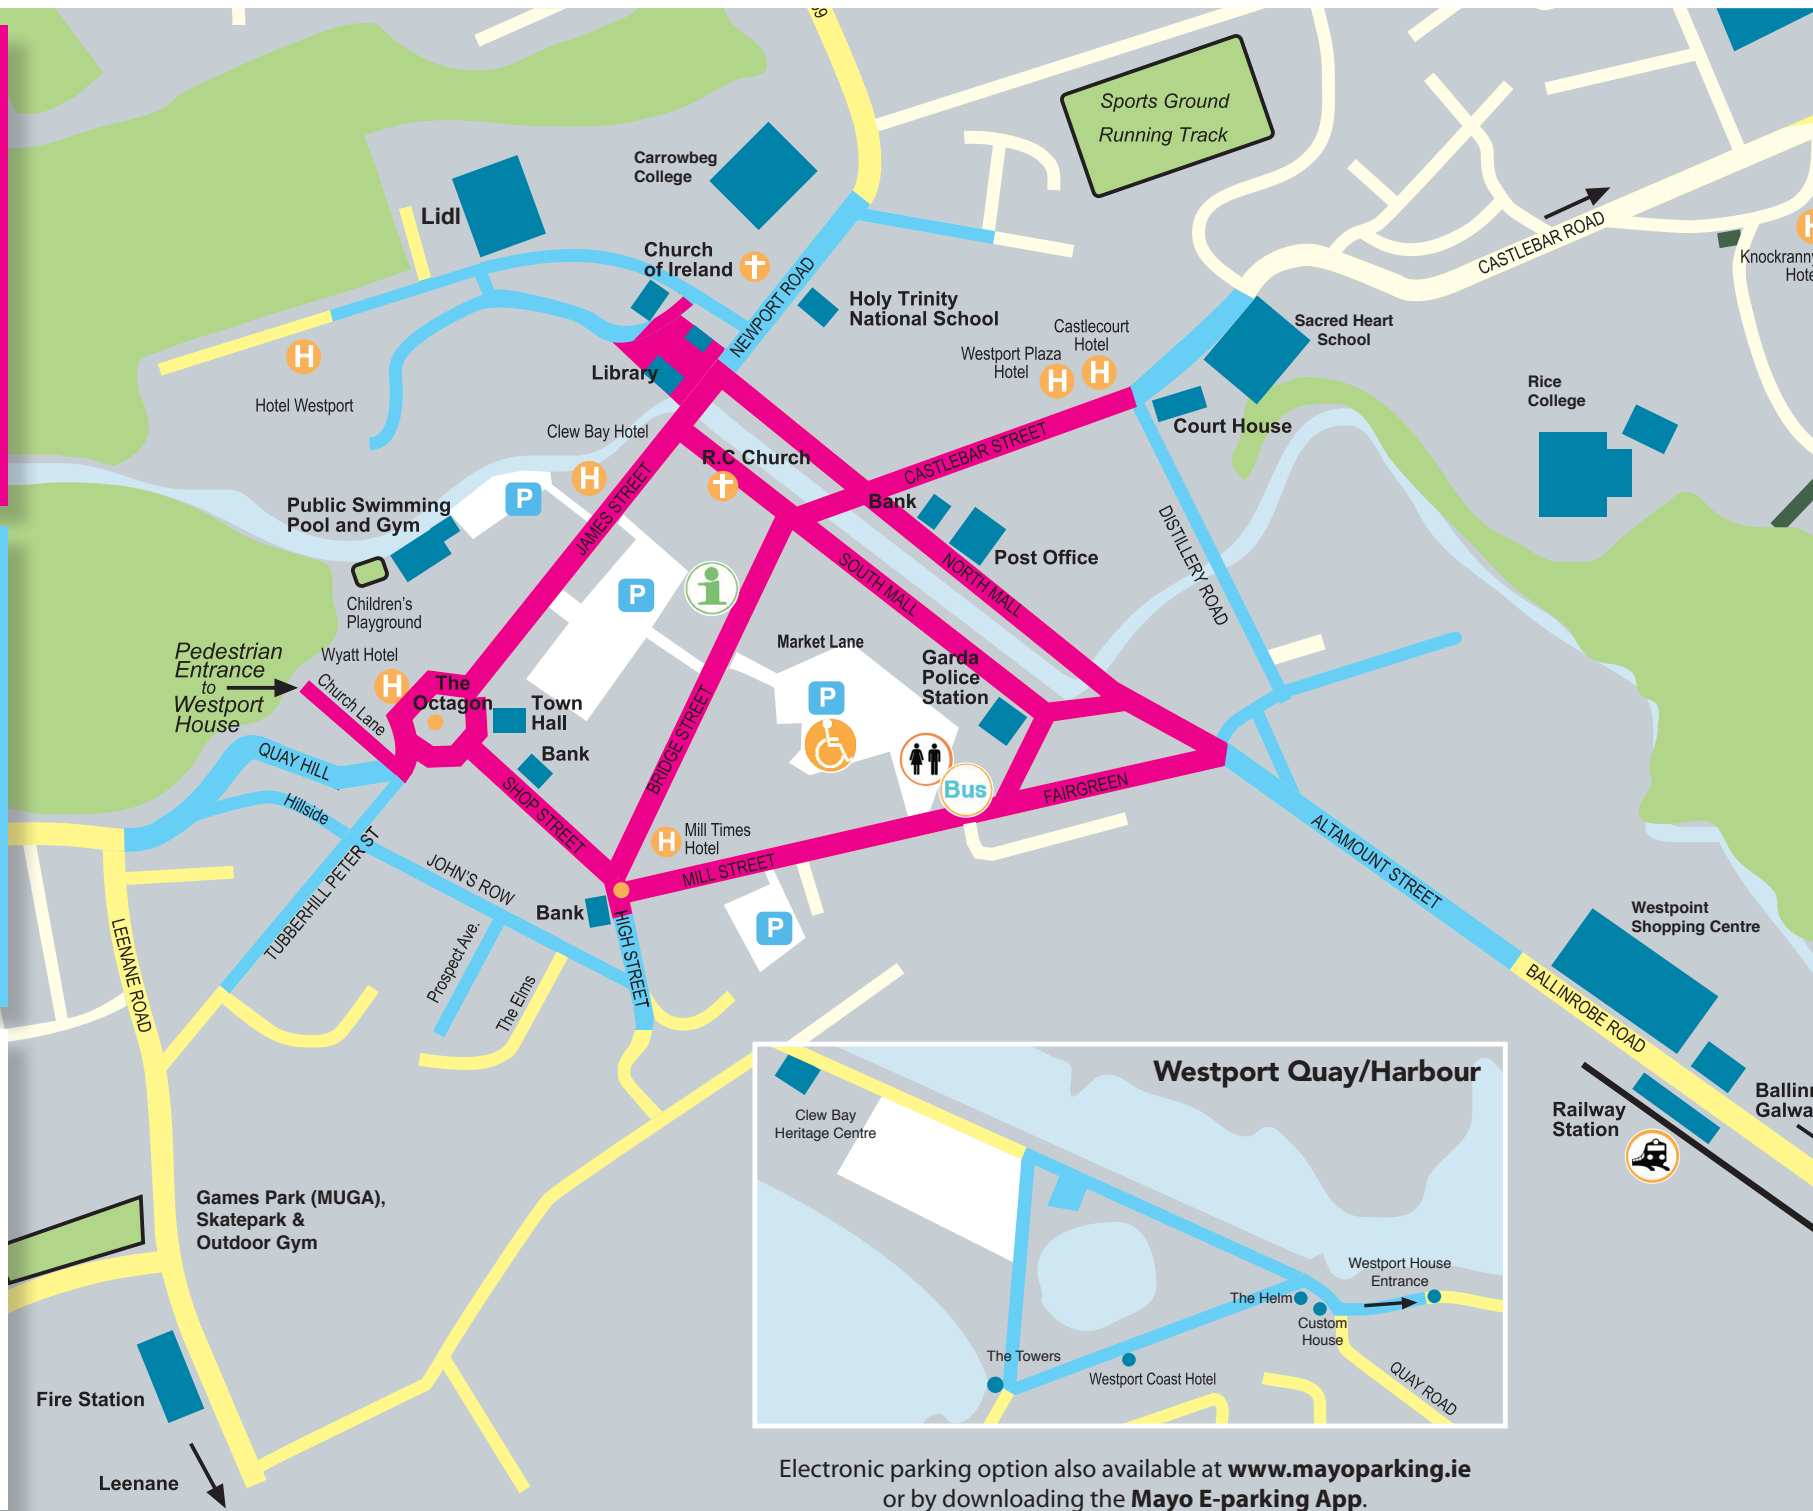 Sports Ground
Running Track
Carrowbeg
College
Lidl
Church
of Ireland
NEWPORT ROAD
Holy Trinity
National School
CASTLEBAR ROAD
Castlecourt
Hotel
Westport Plaza
Hotel
H
H
Sacred Heart
School
H
Hotel Westport
Library
Rice
College
Court House
Clew Bay Hotel
H
R.C Church
CASTLEBAR STREET
Bank
Post Office
Public Swimming
Pool and Gym
P
JAMES STREET
DISTILLERY ROAD
SOUTH MALL
NORTH MALL
P
Children's
Playground
Market Lane
Pedestrian
Entrance
to
Westport
House
Wyatt Hotel
H
Church Lane
The
Octagon
Town
Hall
Bank
Garda
Police
Station
P
BRIDGE STREET
QUAY HILL
Hillside
SHOP STREET
Bus
FAIRGREEN
H
Mill Times
Hotel
MILL STREET
TUBBERHILL PETER ST
JOHN'S ROW
ALTAMOUNT STREET
Bank
HIGH STREET
P
LEENANE ROAD
Prospect Ave.
The Elms
Westpoint
Shopping Centre
BALLINROBE ROAD
Railway
Station
Westport Quay/Harbour
Clew Bay
Heritage Centre
Westport House
Entrance
The Helm
Custom
House
The Towers
Westport Coast Hotel
QUAY ROAD
Games Park (MUGA),
Skatepark &
Outdoor Gym
Fire Station
Leenane
Electronic parking option also available at www.mayoparking.ie
or by downloading the Mayo E-parking App.